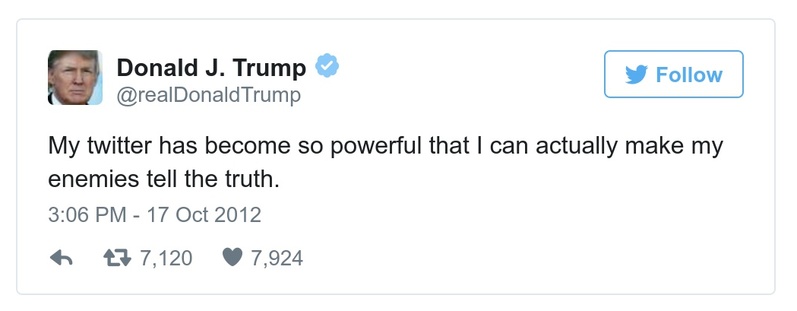 Donald J. Trump
@realDonaldTrump
Follow
My twitter has become so powerful that I can actually make my
enemies tell the truth.
3:06 PM - 17 Oct 2012
7,120 7,924